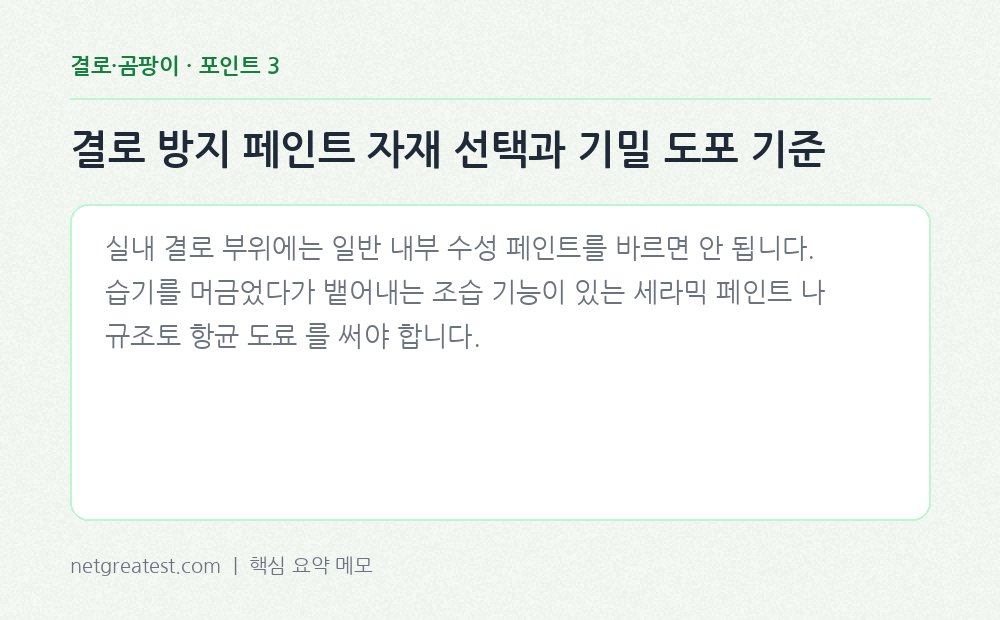 결로·곰팡이 · 포인트 3
결로 방지 페인트 자재 선택과 기밀 도포 기준
실내 결로 부위에는 일반 내부 수성 페인트를 바르면 안 됩니다.
습기를 머금었다가 뱉어내는 조습 기능이 있는 세라믹 페인트 나
규조토 항균 도료 를 써야 합니다.
netgreatest.com | 핵심 요약 메모